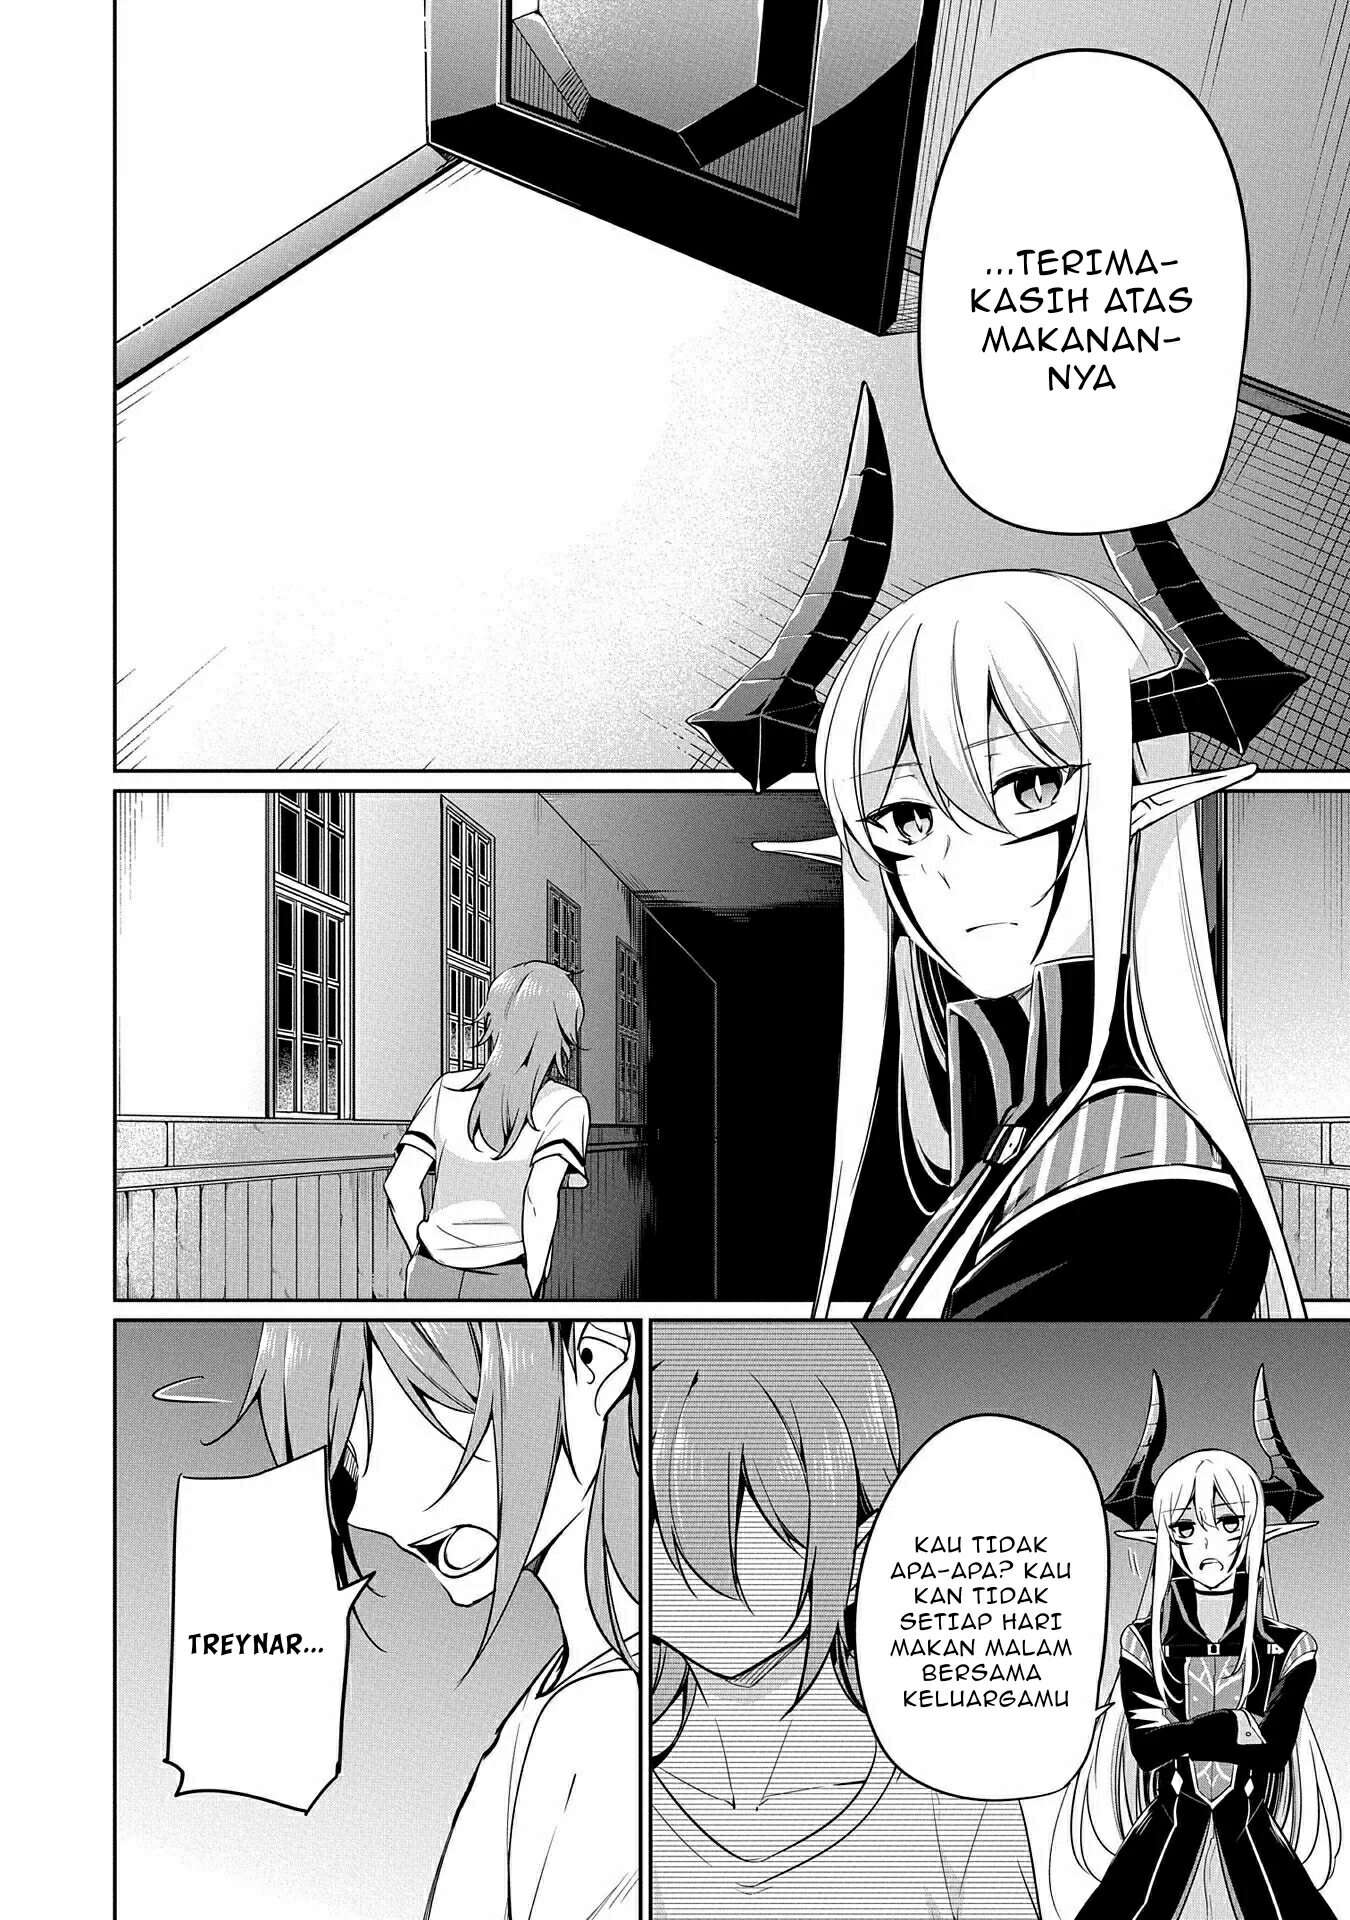 ...TERIMA-
KASIH ATAS
MAKANAN-
NYA
KAU TIDAK
APA-APA? KAU
KAN TIDAK
SETIAP HARI
MAKAN MALAM
BERSAMA
KELUARGAMU
TREYNAR...